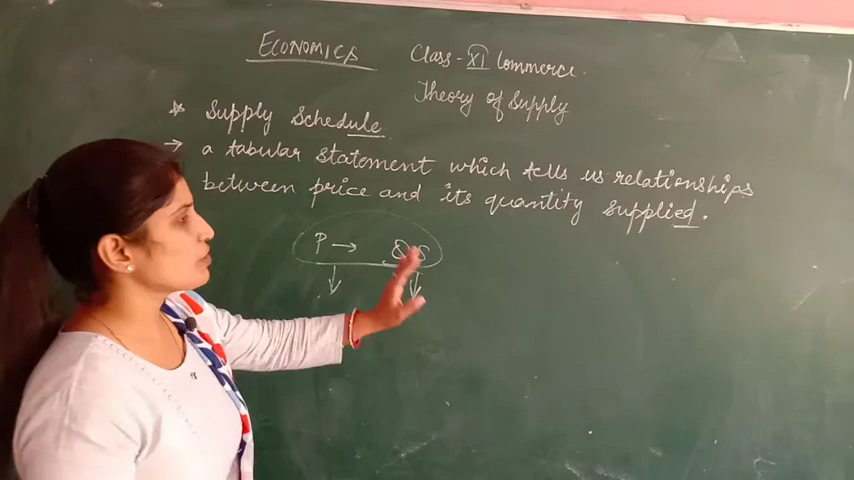 Economics Class-XI Commerce.
Theory of Supply
* Supply Schedule.
→ a tabular statement which tells us relationships
between price and its quantity supplied.
P → QS
↓ ↓